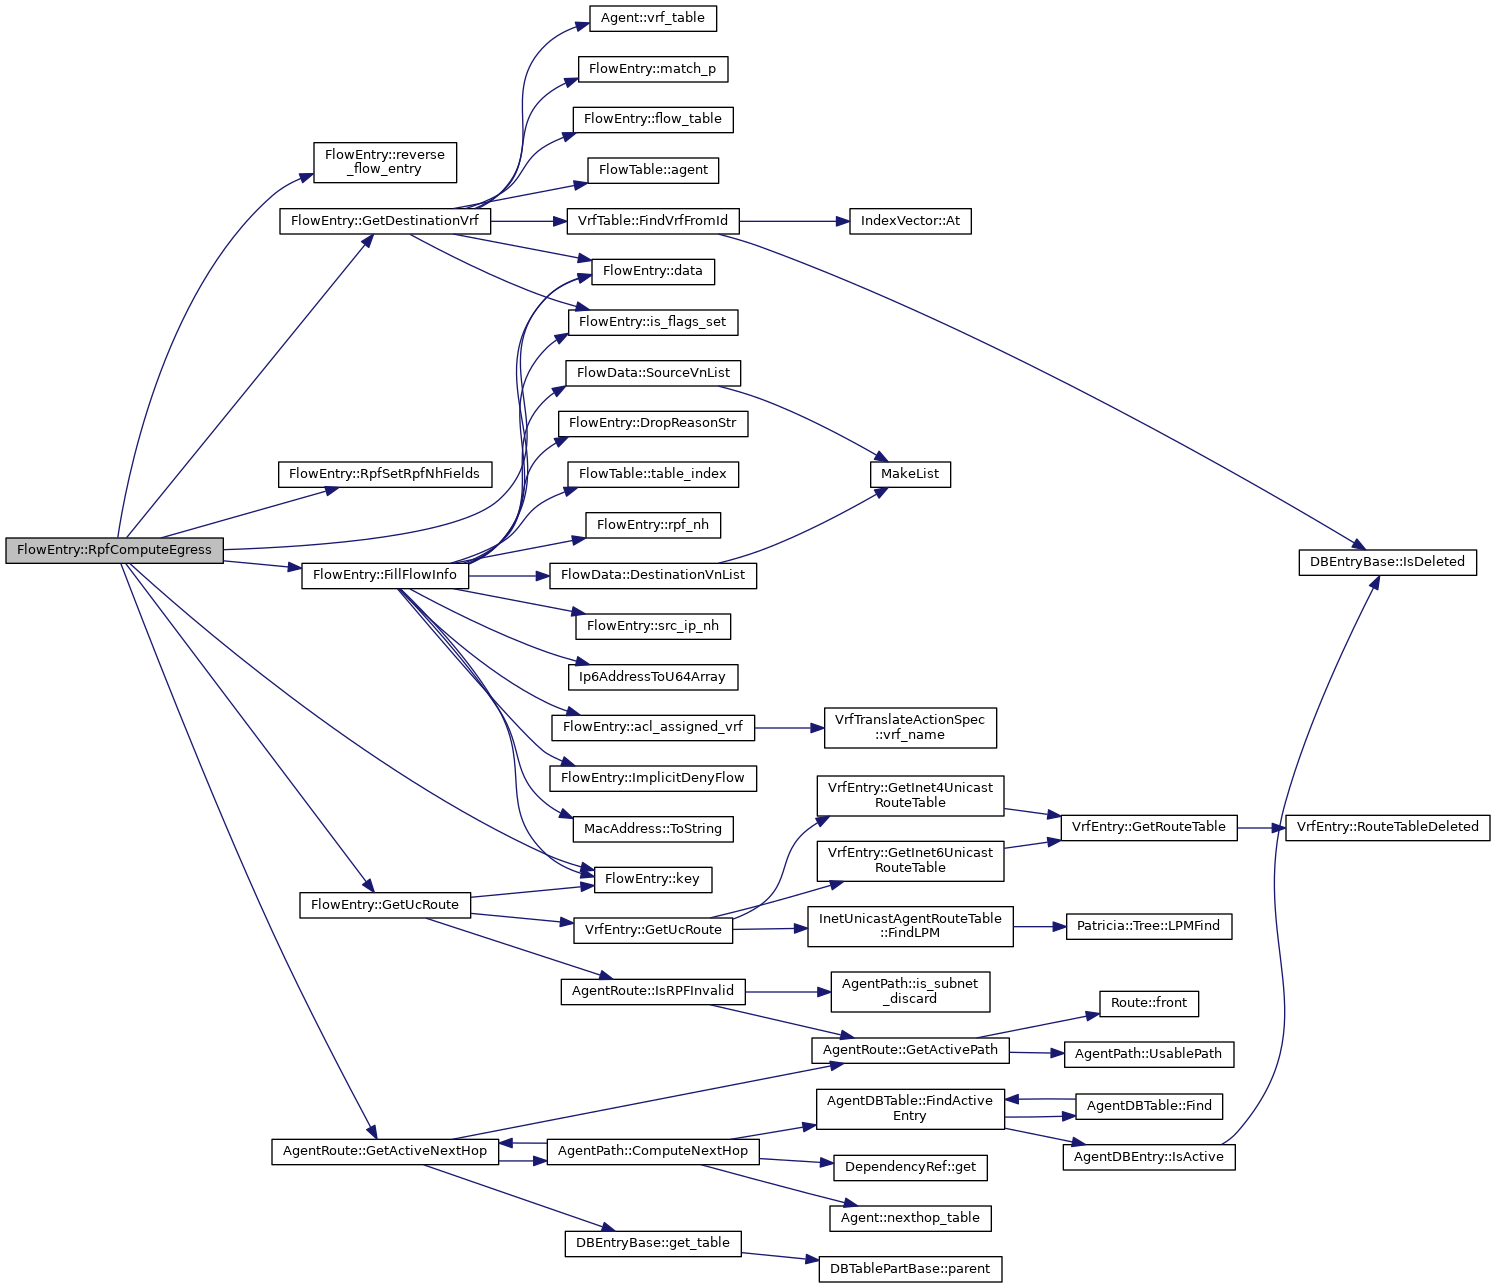 Agent::vrf_table
FlowEntry::match_p
FlowEntry::flow_table
FlowEntry::reverse
_flow_entry
FlowTable::agent
FlowEntry::GetDestinationVrf
VrfTable::FindVrfFromId
IndexVector::At
FlowEntry::data
FlowEntry::is_flags_set
FlowData::SourceVnList
FlowEntry::DropReasonStr
FlowEntry::RpfSetRpfNhFields
FlowTable::table_index
MakeList
FlowEntry::rpf_nh
FlowEntry::RpfComputeEgress
DBEntryBase::IsDeleted
FlowEntry::FillFlowInfo
FlowData::DestinationVnList
FlowEntry::src_ip_nh
Ip6AddressToU64Array
FlowEntry::acl_assigned_vrf
VrfTranslateActionSpec
::vrf_name
FlowEntry::ImplicitDenyFlow
VrfEntry::GetInet4Unicast
RouteTable
MacAddress::ToString
VrfEntry::GetRouteTable
VrfEntry::RouteTableDeleted
VrfEntry::GetInet6Unicast
RouteTable
FlowEntry::key
FlowEntry::GetUcRoute
VrfEntry::GetUcRoute
InetUnicastAgentRouteTable
::FindLPM
Patricia::Tree::LPMFind
AgentRoute::IsRPFInvalid
AgentPath::is_subnet
_discard
Route::front
AgentRoute::GetActivePath
AgentPath::UsablePath
AgentDBTable::FindActive
Entry
AgentDBTable::Find
AgentRoute::GetActiveNextHop
AgentPath::ComputeNextHop
AgentDBEntry::IsActive
DependencyRef::get
Agent::nexthop_table
DBEntryBase::get_table
DBTablePartBase::parent